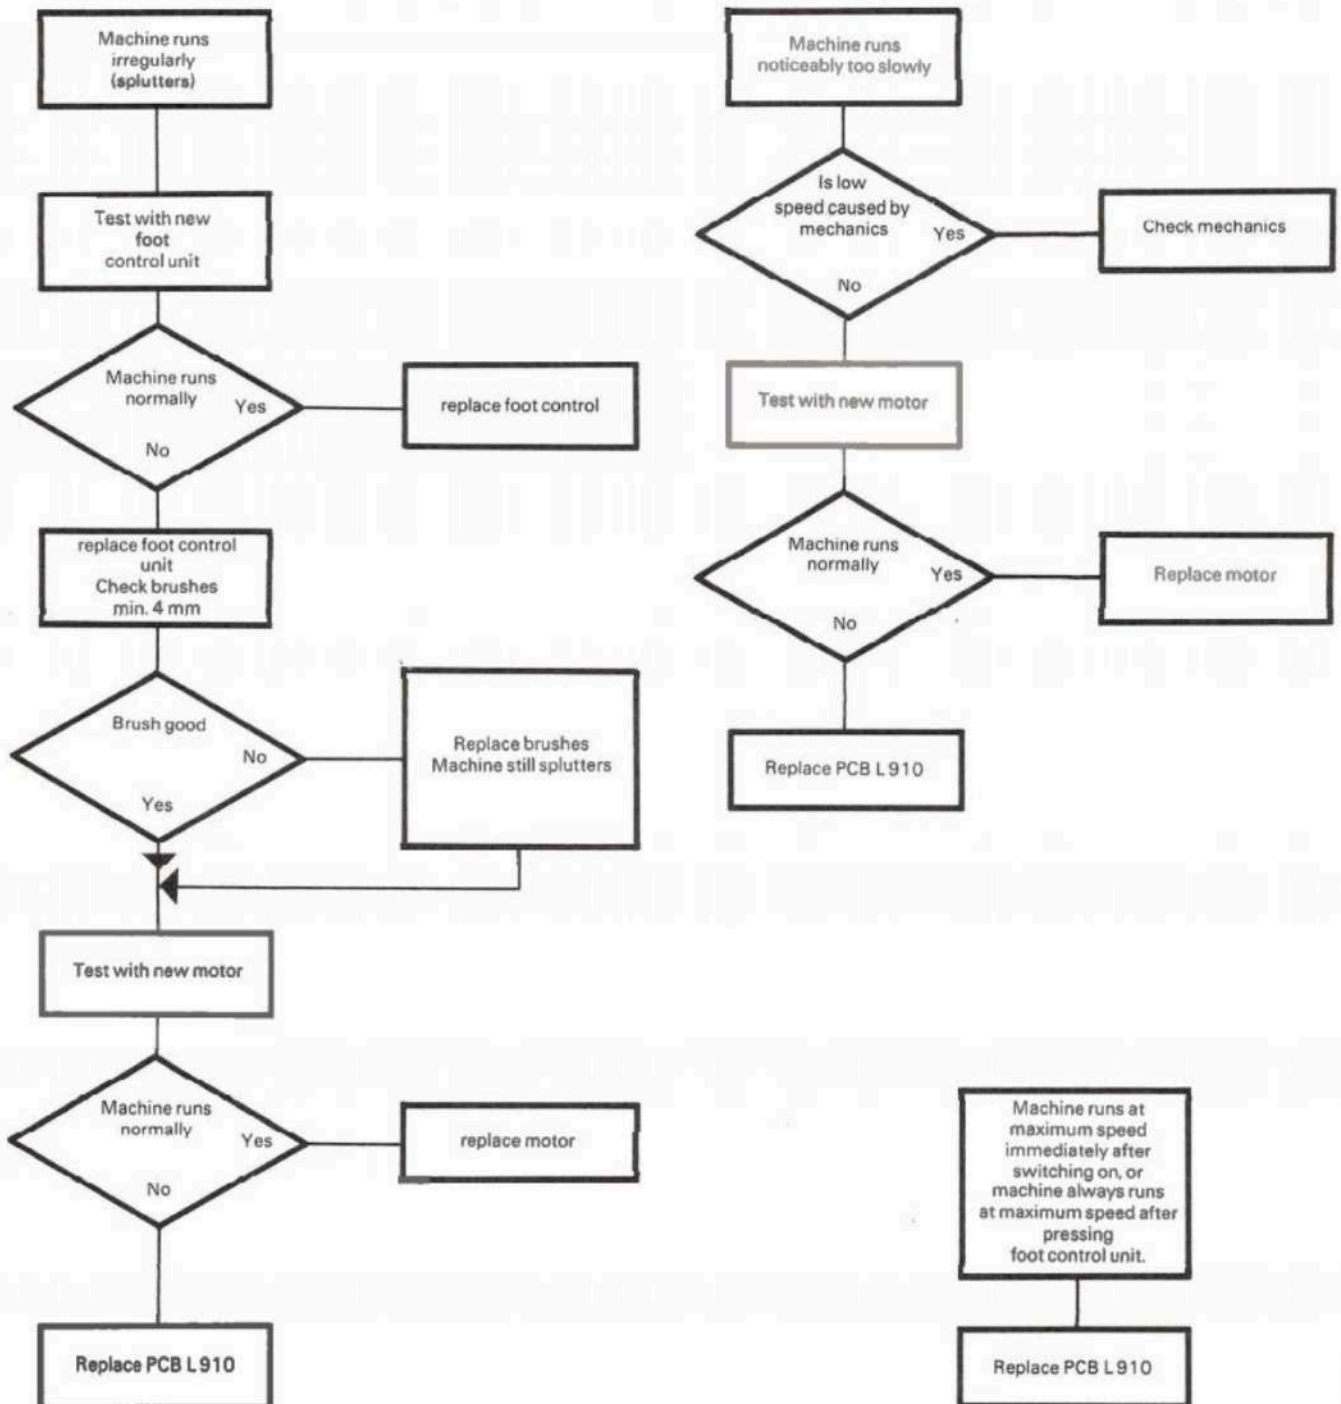 Machine runs
irregularly
(splutters)
Test with new
foot
control unit
Machine runs
normally
Yes
No
replace foot control
replace foot control
unit
Check brushes
min. 4 mm
Brush good
No
Yes
Replace brushes
Machine still splutters
Test with new motor
Machine runs
normally
Yes
No
replace motor
Replace PCB L 910
Machine runs
noticeably too slowly
Is low
speed caused by
mechanics
Yes
No
Check mechanics
Test with new motor
Machine runs
normally
Yes
No
Replace motor
Replace PCB L 910
Machine runs at
maximum speed
immediately after
switching on, or
machine always runs
at maximum speed after
pressing
foot control unit.
Replace PCB L 910